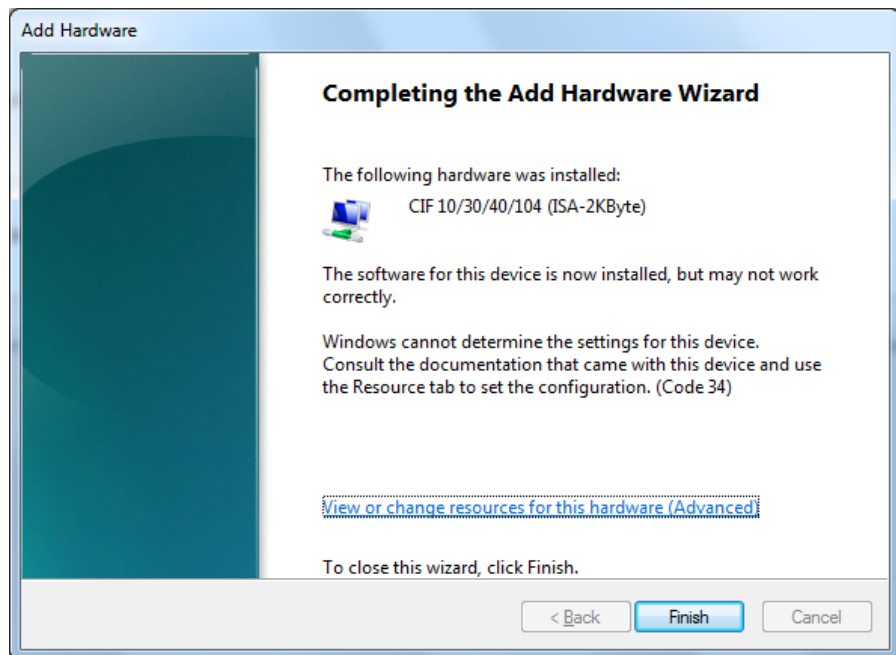 Add Hardware
Completing the Add Hardware Wizard
The following hardware was installed:
CIF 10/30/40/104 (ISA-2KByte)
The software for this device is now installed, but may not work
correctly.
Windows cannot determine the settings for this device.
Consult the documentation that came with this device and use
the Resource tab to set the configuration. (Code 34)
View or change resources for this hardware (Advanced)
To close this wizard, click Finish.
< Back
Finish
Cancel